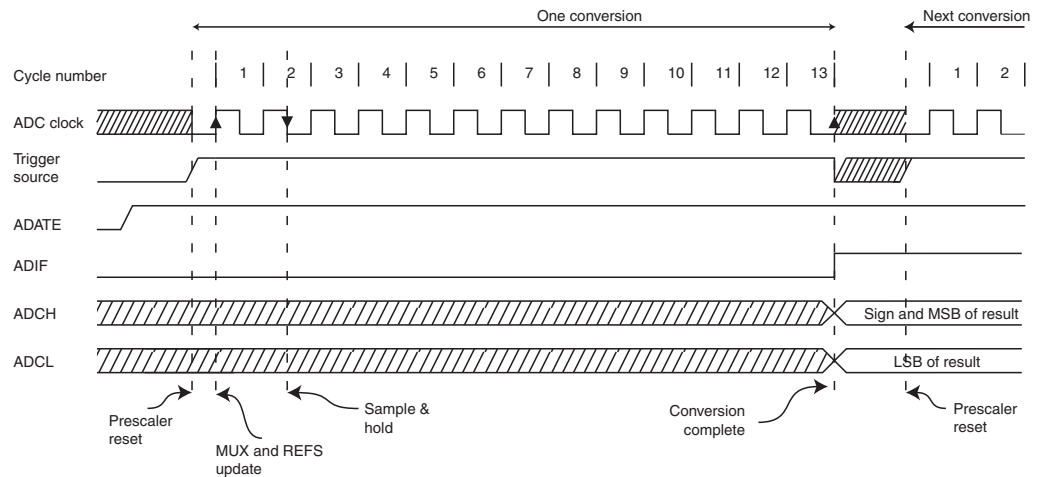 One conversion
Next conversion
Cycle number
1 2 3 4 5 6 7 8 9 10 11 12 13 1 2
ADC clock
Trigger
source
ADATE
ADIF
ADCH
Sign and MSB of result
ADCL
LSB of result
Prescaler
reset
MUX and REFS
update
Sample &
hold
Conversion
complete
Prescaler
reset